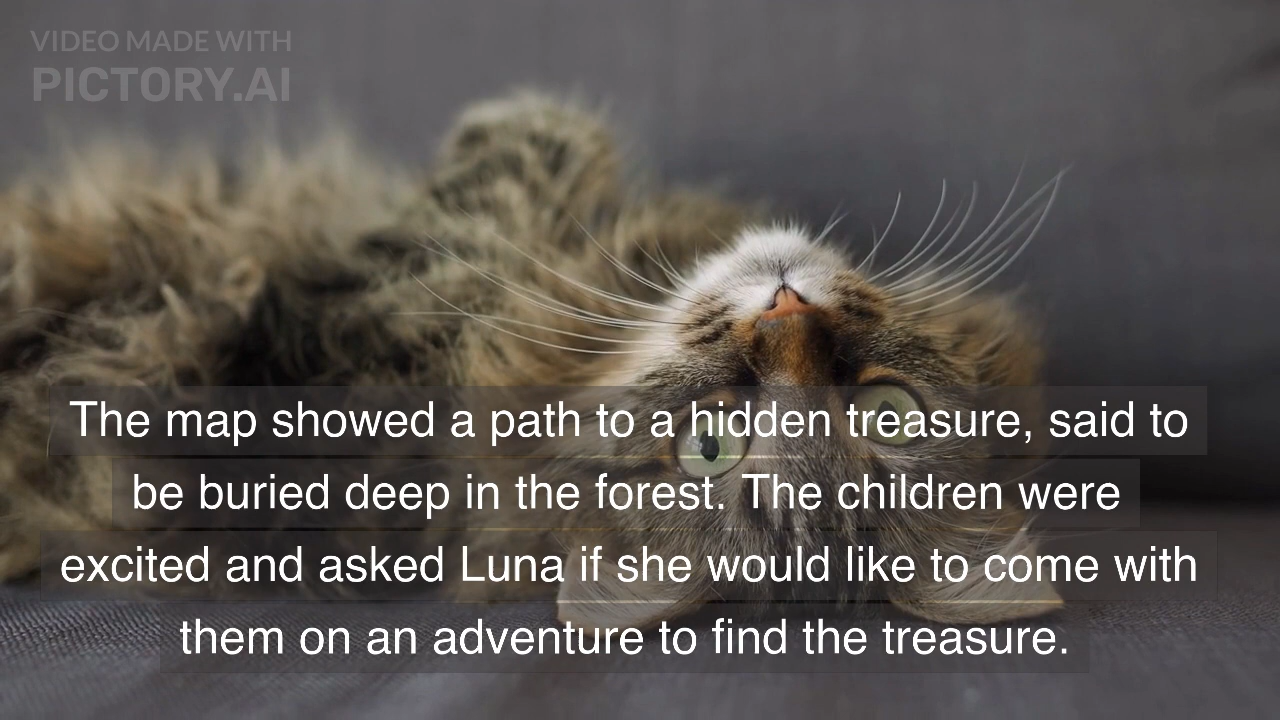 VIDEO MADE WITH
PICTORY.AI
The map showed a path to a hidden treasure, said to
be buried deep in the forest. The children were
excited and asked Luna if she would like to come with
them on an adventure to find the treasure.